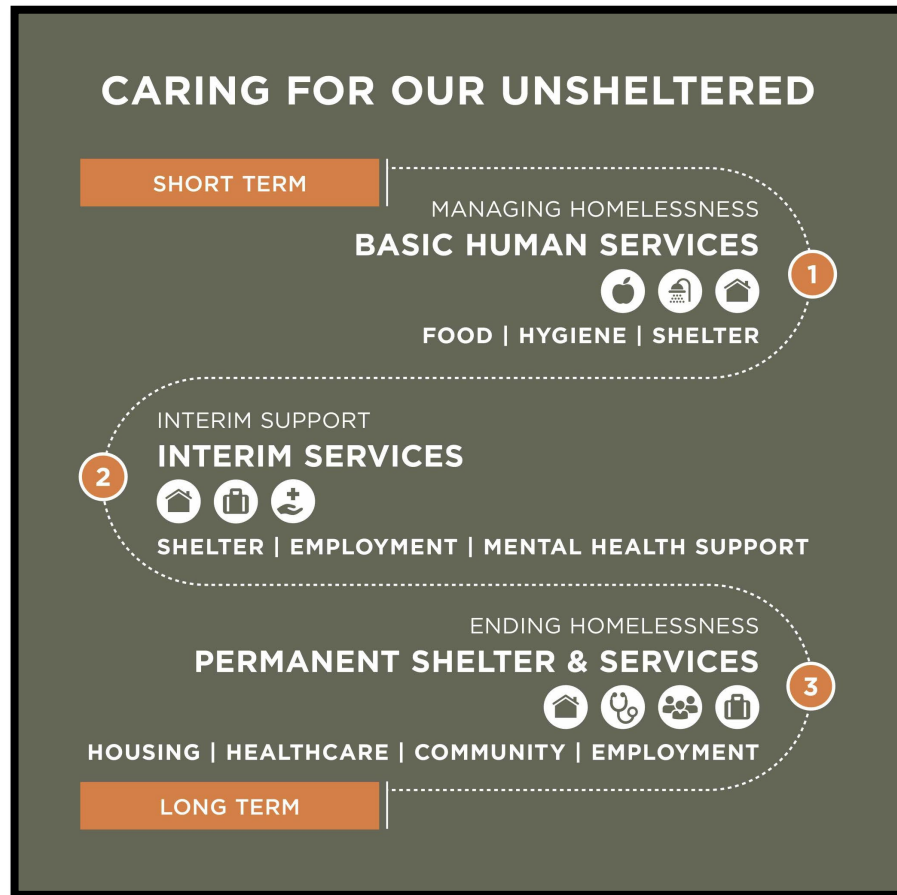 CARING FOR OUR UNSHELTERED
SHORT TERM
MANAGING HOMELESSNESS
BASIC HUMAN SERVICES
1
FOOD | HYGIENE | SHELTER
INTERIM SUPPORT
INTERIM SERVICES
2
SHELTER | EMPLOYMENT | MENTAL HEALTH SUPPORT
ENDING HOMELESSNESS
PERMANENT SHELTER & SERVICES
3
HOUSING | HEALTHCARE | COMMUNITY | EMPLOYMENT
LONG TERM